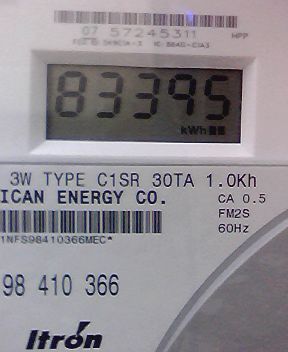 07 57245311 HPP
83395
kWh
3W TYPE C1SR 30TA 1.0Kh
ICAN ENERGY CO. CA 0.5
FM2S
1NFS98410366MEC* 60Hz
98 410 366
Itron